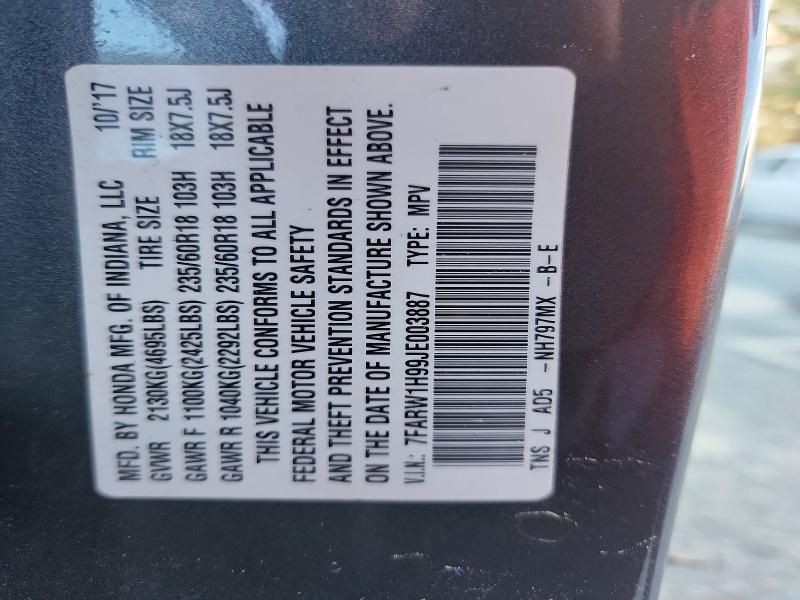 MFD. BY HONDA MFG. OF INDIANA, LLC 10/'17
GVWR 2130KG(4695LBS) TIRE SIZE RIM SIZE
GAWR F 1100KG(2425LBS) 235/60R18 103H 18X7.5J
GAWR R 1040KG(2292LBS) 235/60R18 103H 18X7.5J
THIS VEHICLE CONFORMS TO ALL APPLICABLE
FEDERAL MOTOR VEHICLE SAFETY
AND THEFT PREVENTION STANDARDS IN EFFECT
ON THE DATE OF MANUFACTURE SHOWN ABOVE.
V.I.N.: 7FARW1H99JE003887 TYPE: MPV
TNS J AD5 -NH797MX -B-E